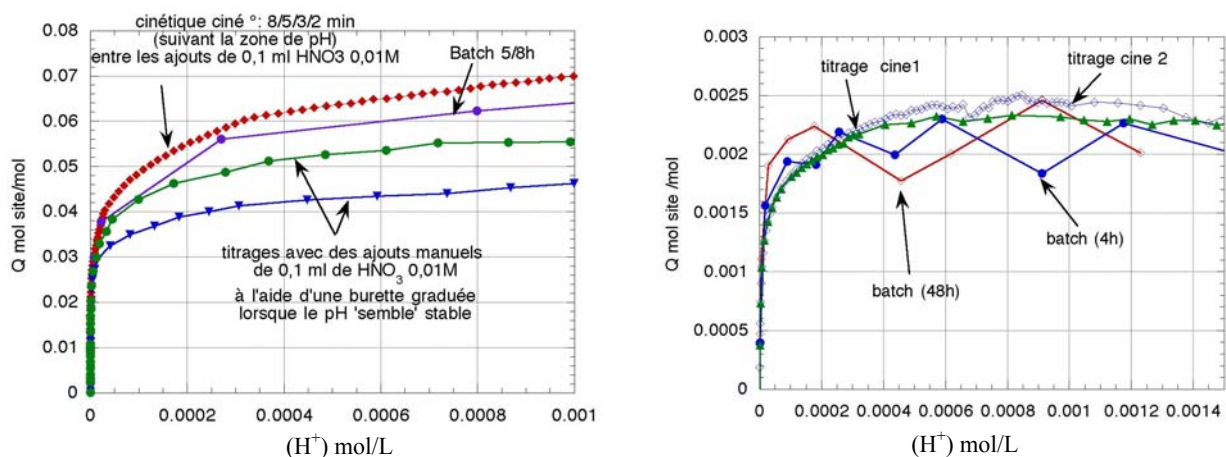 cinétique ciné °: 8/5/3/2 min
(suivant la zone de pH)
entre les ajouts de 0,1 ml HNO3 0,01M
Batch 5/8h
titrages avec des ajouts manuels
de 0,1 ml de HNO3 0,01M
à l'aide d'une burette graduée
lorsque le pH 'semble' stable
Q mol site/mol
0.08
0.07
0.06
0.05
0.04
0.03
0.02
0.01
0
0 0.0002 0.0004 0.0006 0.0008 0.001
(H+) mol/L
titrage cine1
titrage cine 2
batch (4h)
batch (48h)
Q mol site /mol
0.003
0.0025
0.002
0.0015
0.001
0.0005
0
0 0.0002 0.0004 0.0006 0.0008 0.001 0.0012 0.0014
(H+) mol/L